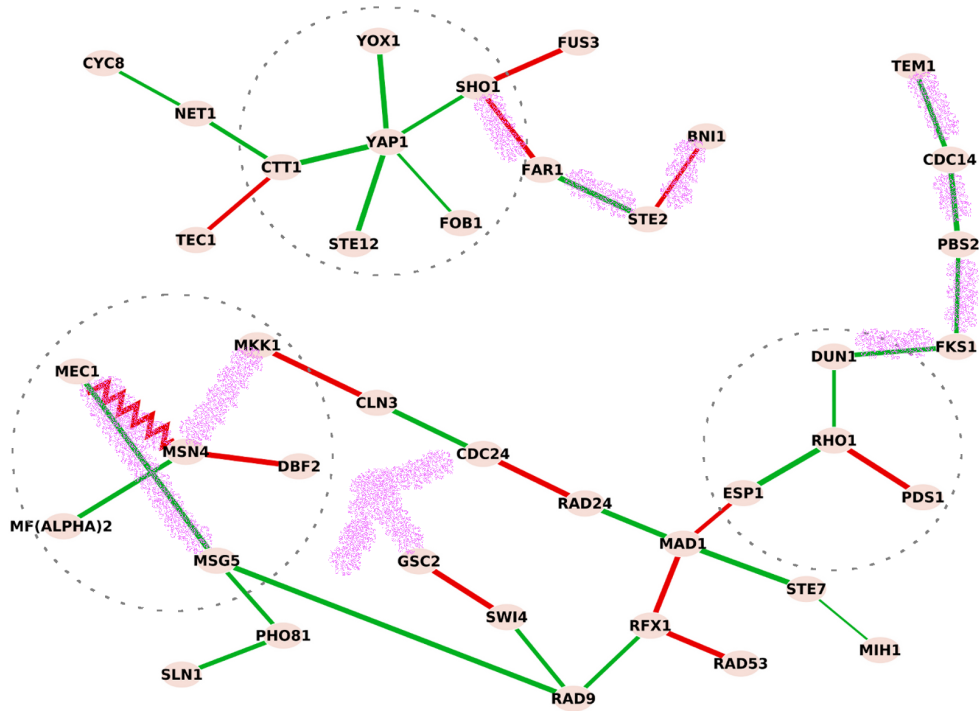 YOX1
FUS3
CYC8
TEM1
SHO1
NET1
BNI1
YAP1
CDC14
CTT1
FAR1
STE2
FOB1
TEC1
STE12
PBS2
MKK1
FKS1
DUN1
MEC1
CLN3
RHO1
MSN4
CDC24
DBF2
ESP1
PDS1
RAD24
MF(ALPHA)2
MAD1
MSG5
GSC2
STE7
SWI4
RFX1
PHO81
MIH1
RAD53
SLN1
RAD9